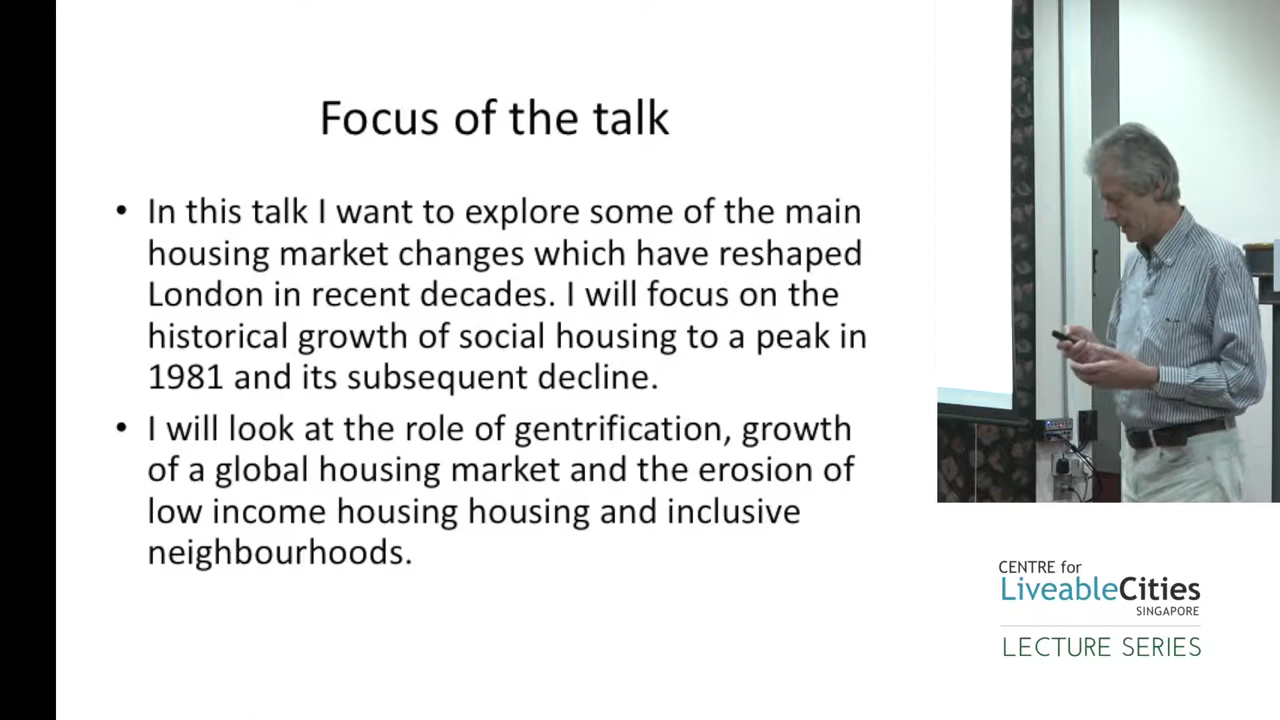 Focus of the talk
• In this talk I want to explore some of the main
housing market changes which have reshaped
London in recent decades. I will focus on the
historical growth of social housing to a peak in
1981 and its subsequent decline.
• I will look at the role of gentrification, growth
of a global housing market and the erosion of
low income housing housing and inclusive
neighbourhoods.
CENTRE for
LiveableCities
SINGAPORE
LECTURE SERIES